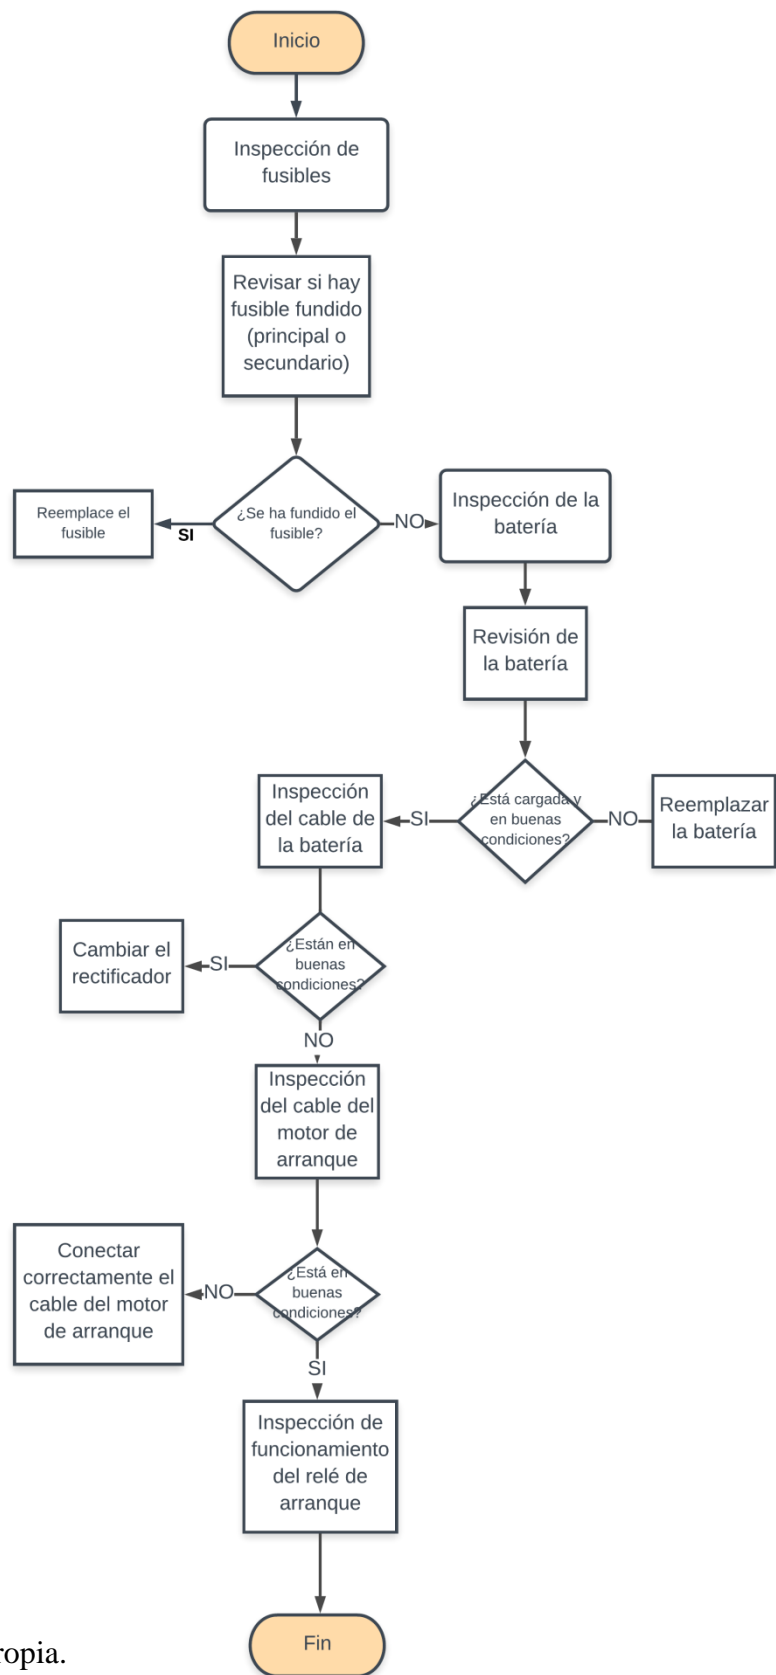 Inicio
Inspección de
fusibles
Revisar si hay
fusible fundido
(principal o
secundario)
¿Se ha fundido el
fusible?
SI
Reemplace el
fusible
NO
Inspección de la
batería
Revisión de
la batería
¿Está cargada y
en buenas
condiciones?
NO
Reemplazar
la batería
SI
Inspección
del cable de
la batería
¿Están en
buenas
condiciones?
SI
Cambiar el
rectificador
NO
Inspección
del cable del
motor de
arranque
¿Está en
buenas
condiciones?
NO
Conectar
correctamente el
cable del motor
de arranque
SI
Inspección de
funcionamiento
del relé de
arranque
Fin
ropia.